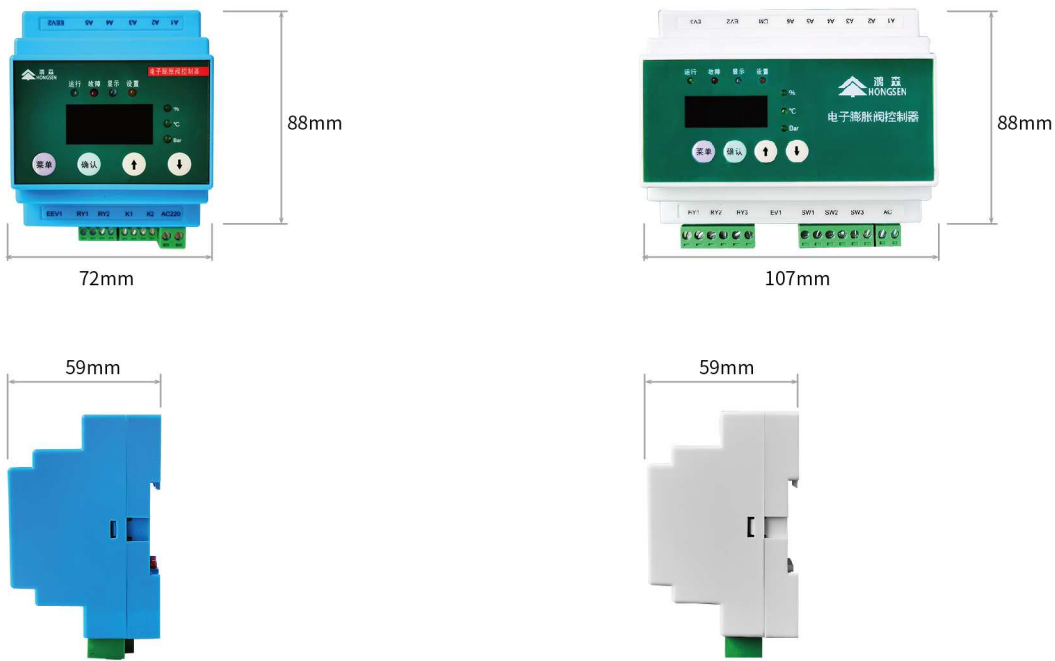 EEV2 A5 A4 A3 A2 A1
鸿森
HONGSEN
电子膨胀阀控制器
运行 故障 显示 设置
%
℃
Bar
菜单 确认
EEV1 RY1 RY2 K1 K2 AC220
88mm
72mm
EV3 EV2 CM A6 A5 A4 A3 A2 A1
运行 故障 显示 设置
鸿森
HONGSEN
电子膨胀阀控制器
%
℃
Bar
菜单 确认
RY1 RY2 RY3 EV1 SW1 SW2 SW3 AC
88mm
107mm
59mm
59mm